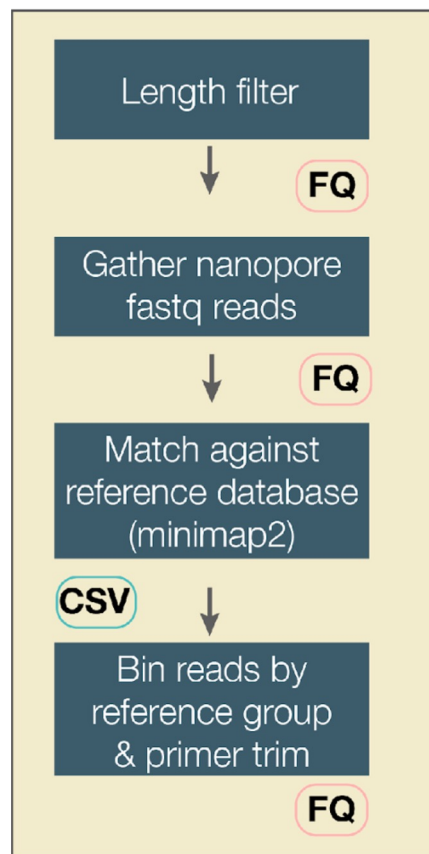 Length filter
FQ
Gather nanopore
fastq reads
FQ
Match against
reference database
(minimap2)
CSV
Bin reads by
reference group
& primer trim
FQ